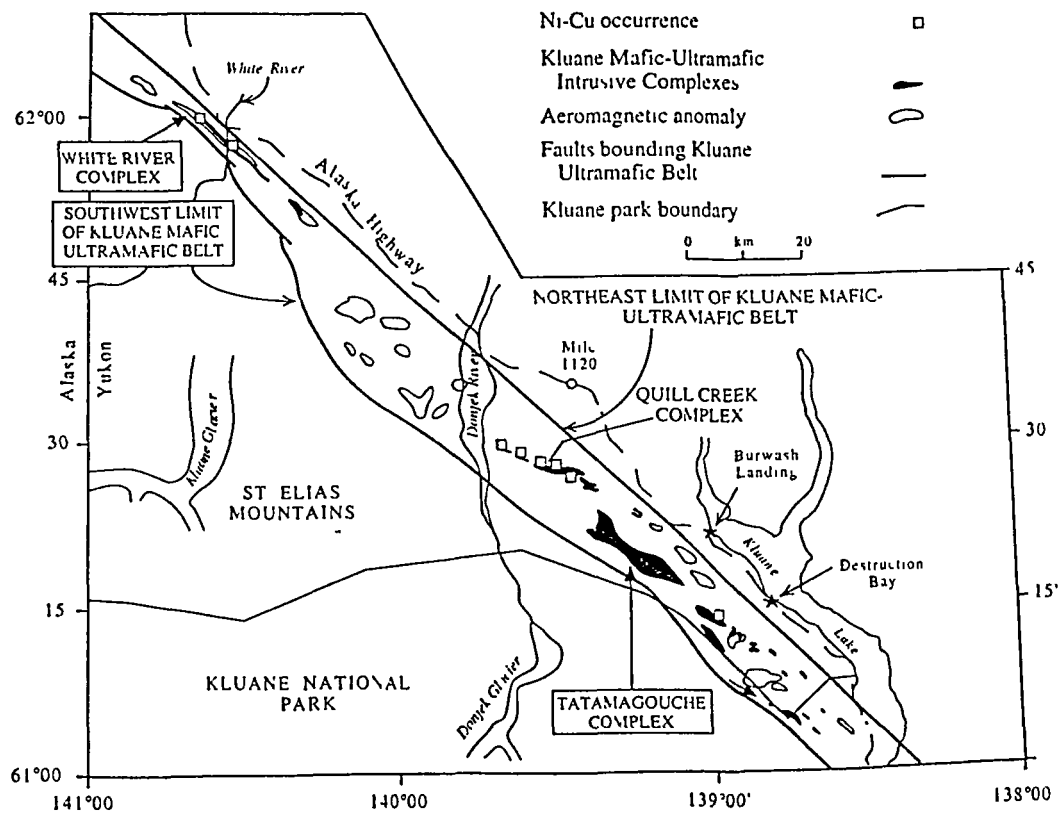 Ni-Cu occurrence
Kluane Mafic-Ultramafic
Intrusive Complexes
Aeromagnetic anomaly
Faults bounding Kluane
Ultramafic Belt
Kluane park boundary
0 km 20
White River
62°00
WHITE RIVER
COMPLEX
SOUTHWEST LIMIT
OF KLUANE MAFIC
ULTRAMAFIC BELT
Alaska Highway
45
45
NORTHEAST LIMIT OF KLUANE MAFIC-
ULTRAMAFIC BELT
Alaska
Yukon
Mile
1120
Donjek River
QUILL CREEK
COMPLEX
Kluane Glacier
30
30
Burwash
Landing
ST ELIAS
MOUNTAINS
Kluane
Lake
Destruction
Bay
15
15'
KLUANE NATIONAL
PARK
Donjek Glacier
TATAMAGOUCHE
COMPLEX
61°00
141°00
140°00
139°00'
138°00